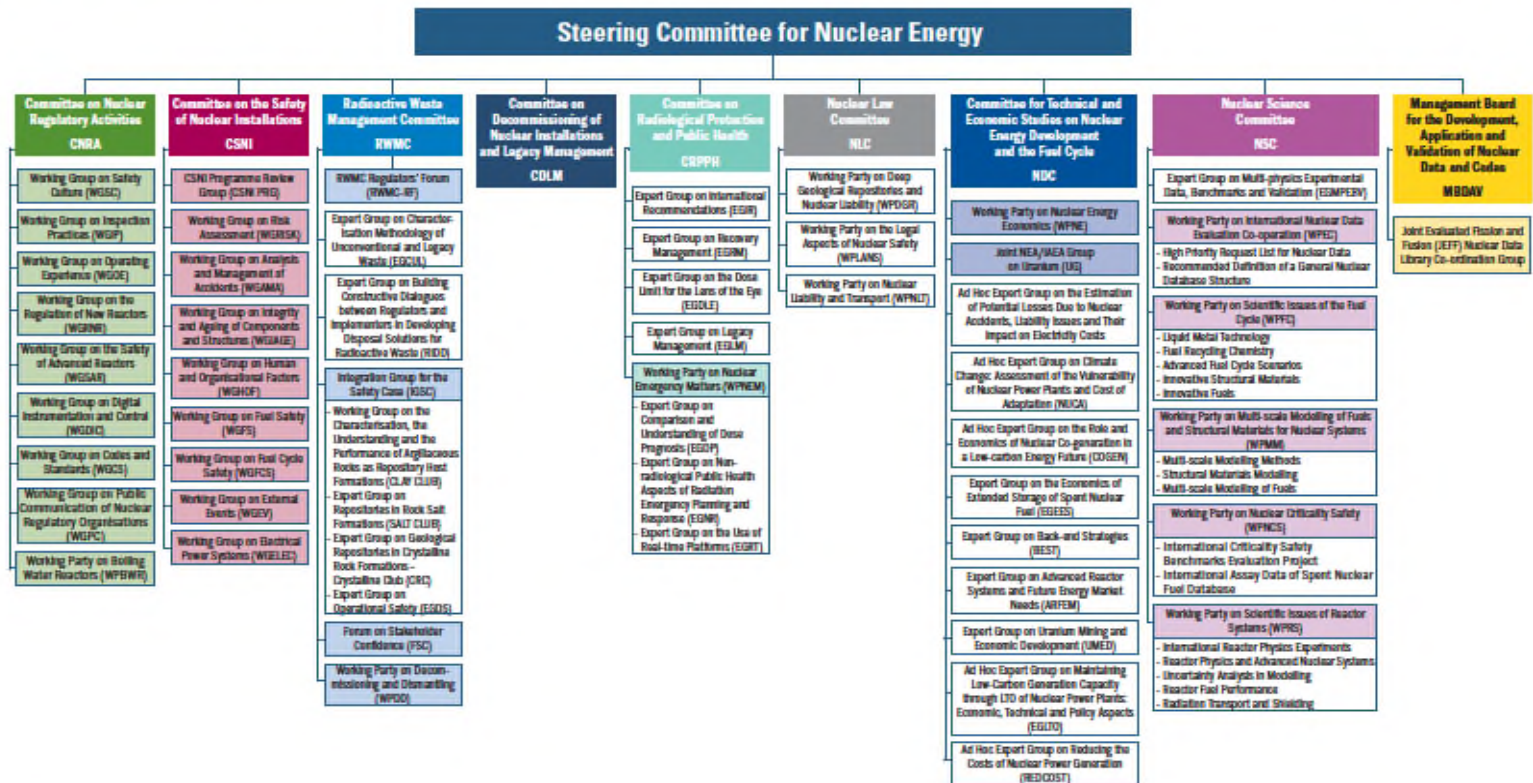 Steering Committee for Nuclear Energy
Committee on Nuclear
Regulatory Activities
CNRA
Working Group on Safety
Culture (WGSC)
Working Group on Inspection
Practices (WGIP)
Working Group on Operating
Experience (WGOE)
Working Group on the
Regulation of New Reactors
(WGRNR)
Working Group on the Safety
of Advanced Reactors
(WGSAR)
Working Group on Digital
Instrumentation and Control
(WGDIC)
Working Group on Codes and
Standards (WGCS)
Working Group on Public
Communication of Nuclear
Regulatory Organisations
(WGPC)
Working Party on Boiling
Water Reactors (WPBWR)
Committee on the Safety
of Nuclear Installations
CSNI
CSNI Programme Review
Group (CSNI PRG)
Working Group on Risk
Assessment (WGRISK)
Working Group on Analysis
and Management of
Accidents (WGAMA)
Working Group on Integrity
and Ageing of Components
and Structures (WGIAGE)
Working Group on Human
and Organisational Factors
(WGHOF)
Working Group on Fuel Safety
(WGFS)
Working Group on Fuel Cycle
Safety (WGFCS)
Working Group on External
Events (WGEV)
Working Group on Electrical
Power Systems (WGELEC)
Radioactive Waste
Management Committee
RWMC
RWMC Regulators' Forum
(RWMC-RF)
Expert Group on Character-
isation Methodology of
Unconventional and Legacy
Waste (EGCUL)
Expert Group on Building
Constructive Dialogues
between Regulators and
Implementers in Developing
Disposal Solutions for
Radioactive Waste (RIDD)
Integration Group for the
Safety Case (IGSC)
- Working Group on the
Characterisation, the
Understanding and the
Performance of Argillaceous
Rocks as Repository Host
Formations (CLAY CLUB)
- Expert Group on
Repositories in Rock Salt
Formations (SALT CLUB)
- Expert Group on Geological
Repositories in Crystalline
Rock Formations –
Crystalline Club (CRC)
- Expert Group on
Operational Safety (EGOS)
Forum on Stakeholder
Confidence (FSC)
Working Party on Decom-
missioning and Dismantling
(WPDD)
Committee on
Decommissioning of
Nuclear Installations
and Legacy Management
CDLM
Committee on
Radiological Protection
and Public Health
CRPPH
Expert Group on International
Recommendations (EGIR)
Expert Group on Recovery
Management (EGRM)
Expert Group on the Dose
Limit for the Lens of the Eye
(EGDLE)
Expert Group on Legacy
Management (EGLM)
Working Party on Nuclear
Emergency Matters (WPNEM)
- Expert Group on
Comparison and
Understanding of Dose
Prognosis (EGDP)
- Expert Group on Non-
radiological Public Health
Aspects of Radiation
Emergency Planning and
Response (EGNR)
- Expert Group on the Use of
Real-time Platforms (EGRT)
Nuclear Law
Committee
NLC
Working Party on Deep
Geological Repositories and
Nuclear Liability (WPDGR)
Working Party on the Legal
Aspects of Nuclear Safety
(WPLANS)
Working Party on Nuclear
Liability and Transport (WPNLT)
Committee for Technical and
Economic Studies on Nuclear
Energy Development
and the Fuel Cycle
NDC
Working Party on Nuclear Energy
Economics (WPNE)
Joint NEA/IAEA Group
on Uranium (UG)
Ad Hoc Expert Group on the Estimation
of Potential Losses Due to Nuclear
Accidents, Liability Issues and Their
Impact on Electricity Costs
Ad Hoc Expert Group on Climate
Change: Assessment of the Vulnerability
of Nuclear Power Plants and Cost of
Adaptation (NUCA)
Ad Hoc Expert Group on the Role and
Economics of Nuclear Co-generation in
a Low-carbon Energy Future (COGEN)
Expert Group on the Economics of
Extended Storage of Spent Nuclear
Fuel (EGEES)
Expert Group on Back-end Strategies
(BEST)
Expert Group on Advanced Reactor
Systems and Future Energy Market
Needs (ARFEM)
Expert Group on Uranium Mining and
Economic Development (UMED)
Ad Hoc Expert Group on Maintaining
Low-Carbon Generation Capacity
through LTO of Nuclear Power Plants:
Economic, Technical and Policy Aspects
(EGLTO)
Ad Hoc Expert Group on Reducing the
Costs of Nuclear Power Generation
(REDCOST)
Nuclear Science
Committee
NSC
Expert Group on Multi-physics Experimental
Data, Benchmarks and Validation (EGMPEBV)
Working Party on International Nuclear Data
Evaluation Co-operation (WPEC)
- High Priority Request List for Nuclear Data
- Recommended Definition of a General Nuclear
Database Structure
Working Party on Scientific Issues of the Fuel
Cycle (WPFC)
- Liquid Metal Technology
- Fuel Recycling Chemistry
- Advanced Fuel Cycle Scenarios
- Innovative Structural Materials
- Innovative Fuels
Working Party on Multi-scale Modelling of Fuels
and Structural Materials for Nuclear Systems
(WPMM)
- Multi-scale Modelling Methods
- Structural Materials Modelling
- Multi-scale Modelling of Fuels
Working Party on Nuclear Criticality Safety
(WPNCS)
- International Criticality Safety
Benchmarks Evaluation Project
- International Assay Data of Spent Nuclear
Fuel Database
Working Party on Scientific Issues of Reactor
Systems (WPRS)
- International Reactor Physics Experiments
- Reactor Physics and Advanced Nuclear Systems
- Uncertainty Analysis in Modelling
- Reactor Fuel Performance
- Radiation Transport and Shielding
Management Board
for the Development,
Application and
Validation of Nuclear
Data and Codes
MBDAV
Joint Evaluated Fission and
Fusion (JEFF) Nuclear Data
Library Co-ordination Group